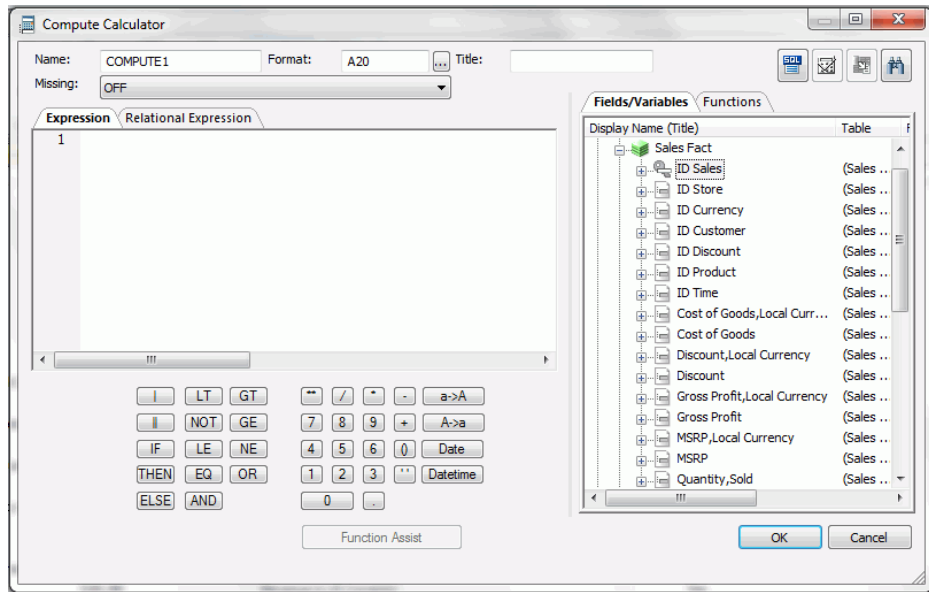 Compute Calculator
Name: COMPUTE1 Format: A20 ... Title:
Missing: OFF
SQL
Expression Relational Expression
1
Fields/Variables Functions
Display Name (Title) Table F
Sales Fact
ID Sales (Sales ...
ID Store (Sales ...
ID Currency (Sales ...
ID Customer (Sales ...
ID Discount (Sales ...
ID Product (Sales ...
ID Time (Sales ...
Cost of Goods,Local Curr... (Sales ...
Cost of Goods (Sales ...
Discount,Local Currency (Sales ...
Discount (Sales ...
Gross Profit,Local Currency (Sales ...
Gross Profit (Sales ...
MSRP,Local Currency (Sales ...
MSRP (Sales ...
Quantity,Sold (Sales ...
| LT GT ** / * - a->A
|| NOT GE 7 8 9 + A->a
IF LE NE 4 5 6 () Date
THEN EQ OR 1 2 3 ' ' Datetime
ELSE AND 0 .
Function Assist
OK Cancel